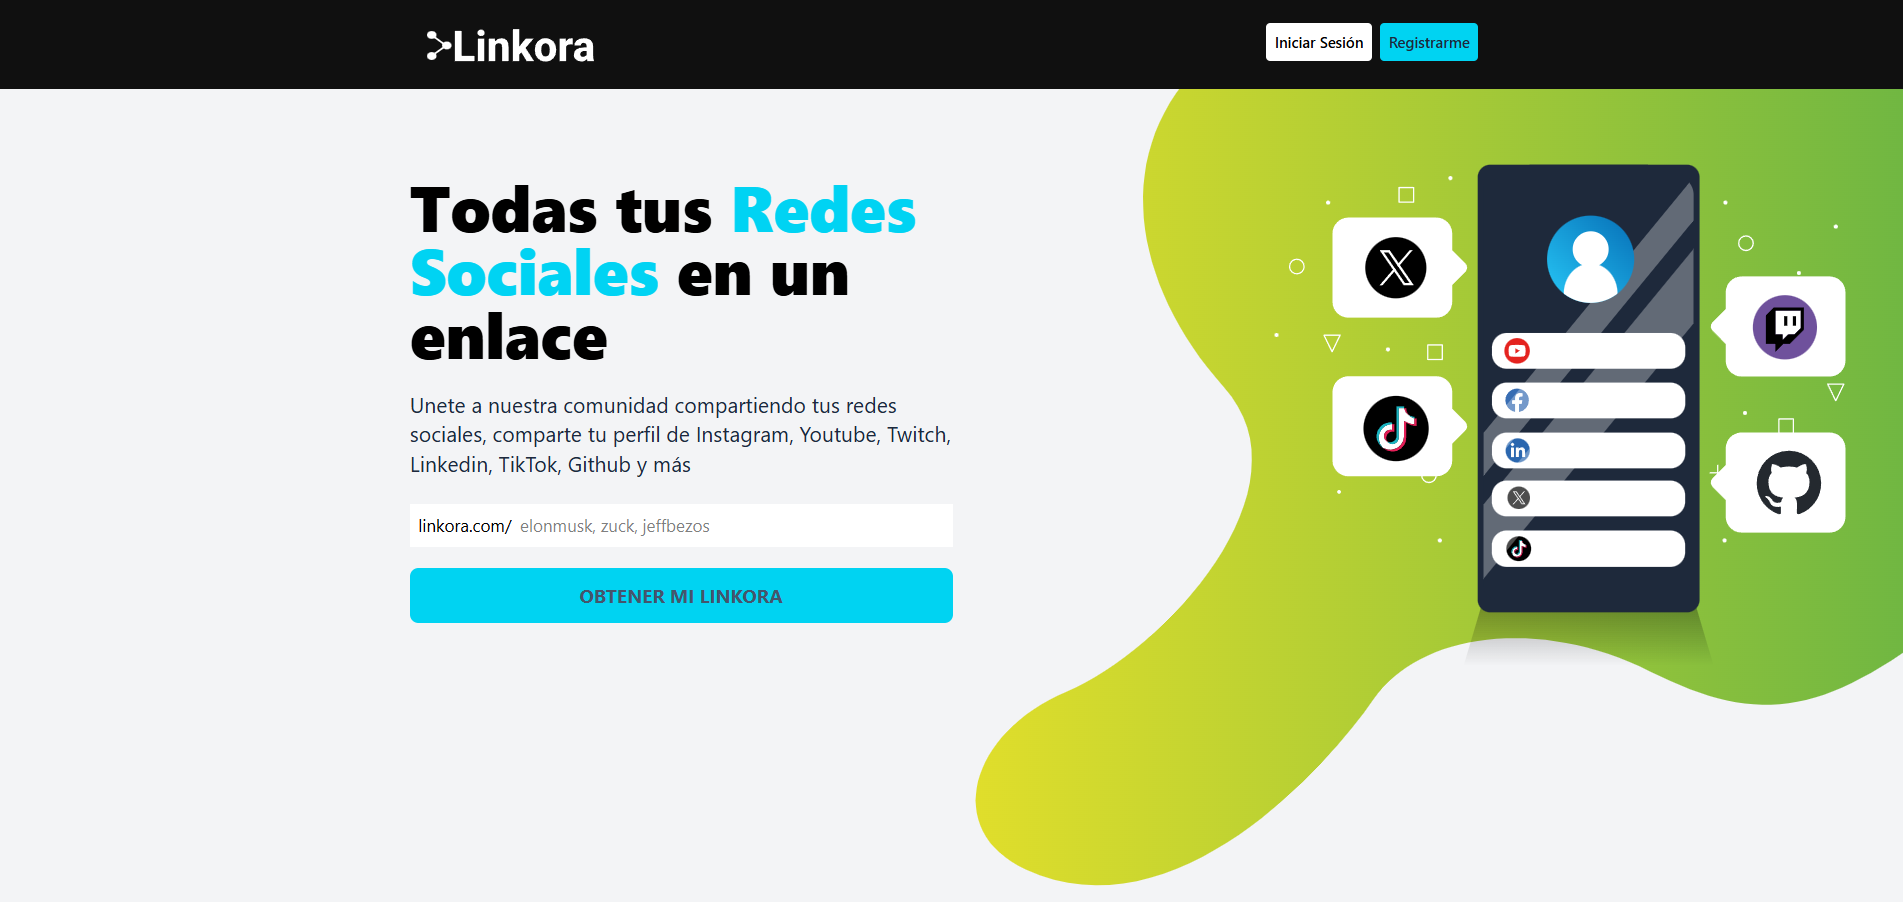 Linkora
Iniciar Sesión
Registrarme
Todas tus Redes
Sociales en un
enlace
Unete a nuestra comunidad compartiendo tus redes
sociales, comparte tu perfil de Instagram, Youtube, Twitch,
Linkedin, TikTok, Github y más
linkora.com/ elonmusk, zuck, jeffbezos
OBTENER MI LINKORA
in